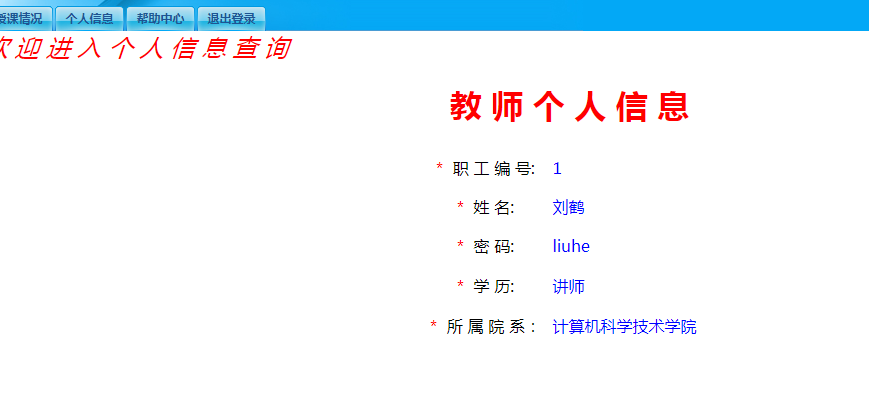 授课情况 个人信息 帮助中心 退出登录
欢迎进入个人信息查询
教师个人信息
* 职工编号: 1
* 姓名: 刘鹤
* 密码: liuhe
* 学历: 讲师
* 所属院系: 计算机科学技术学院